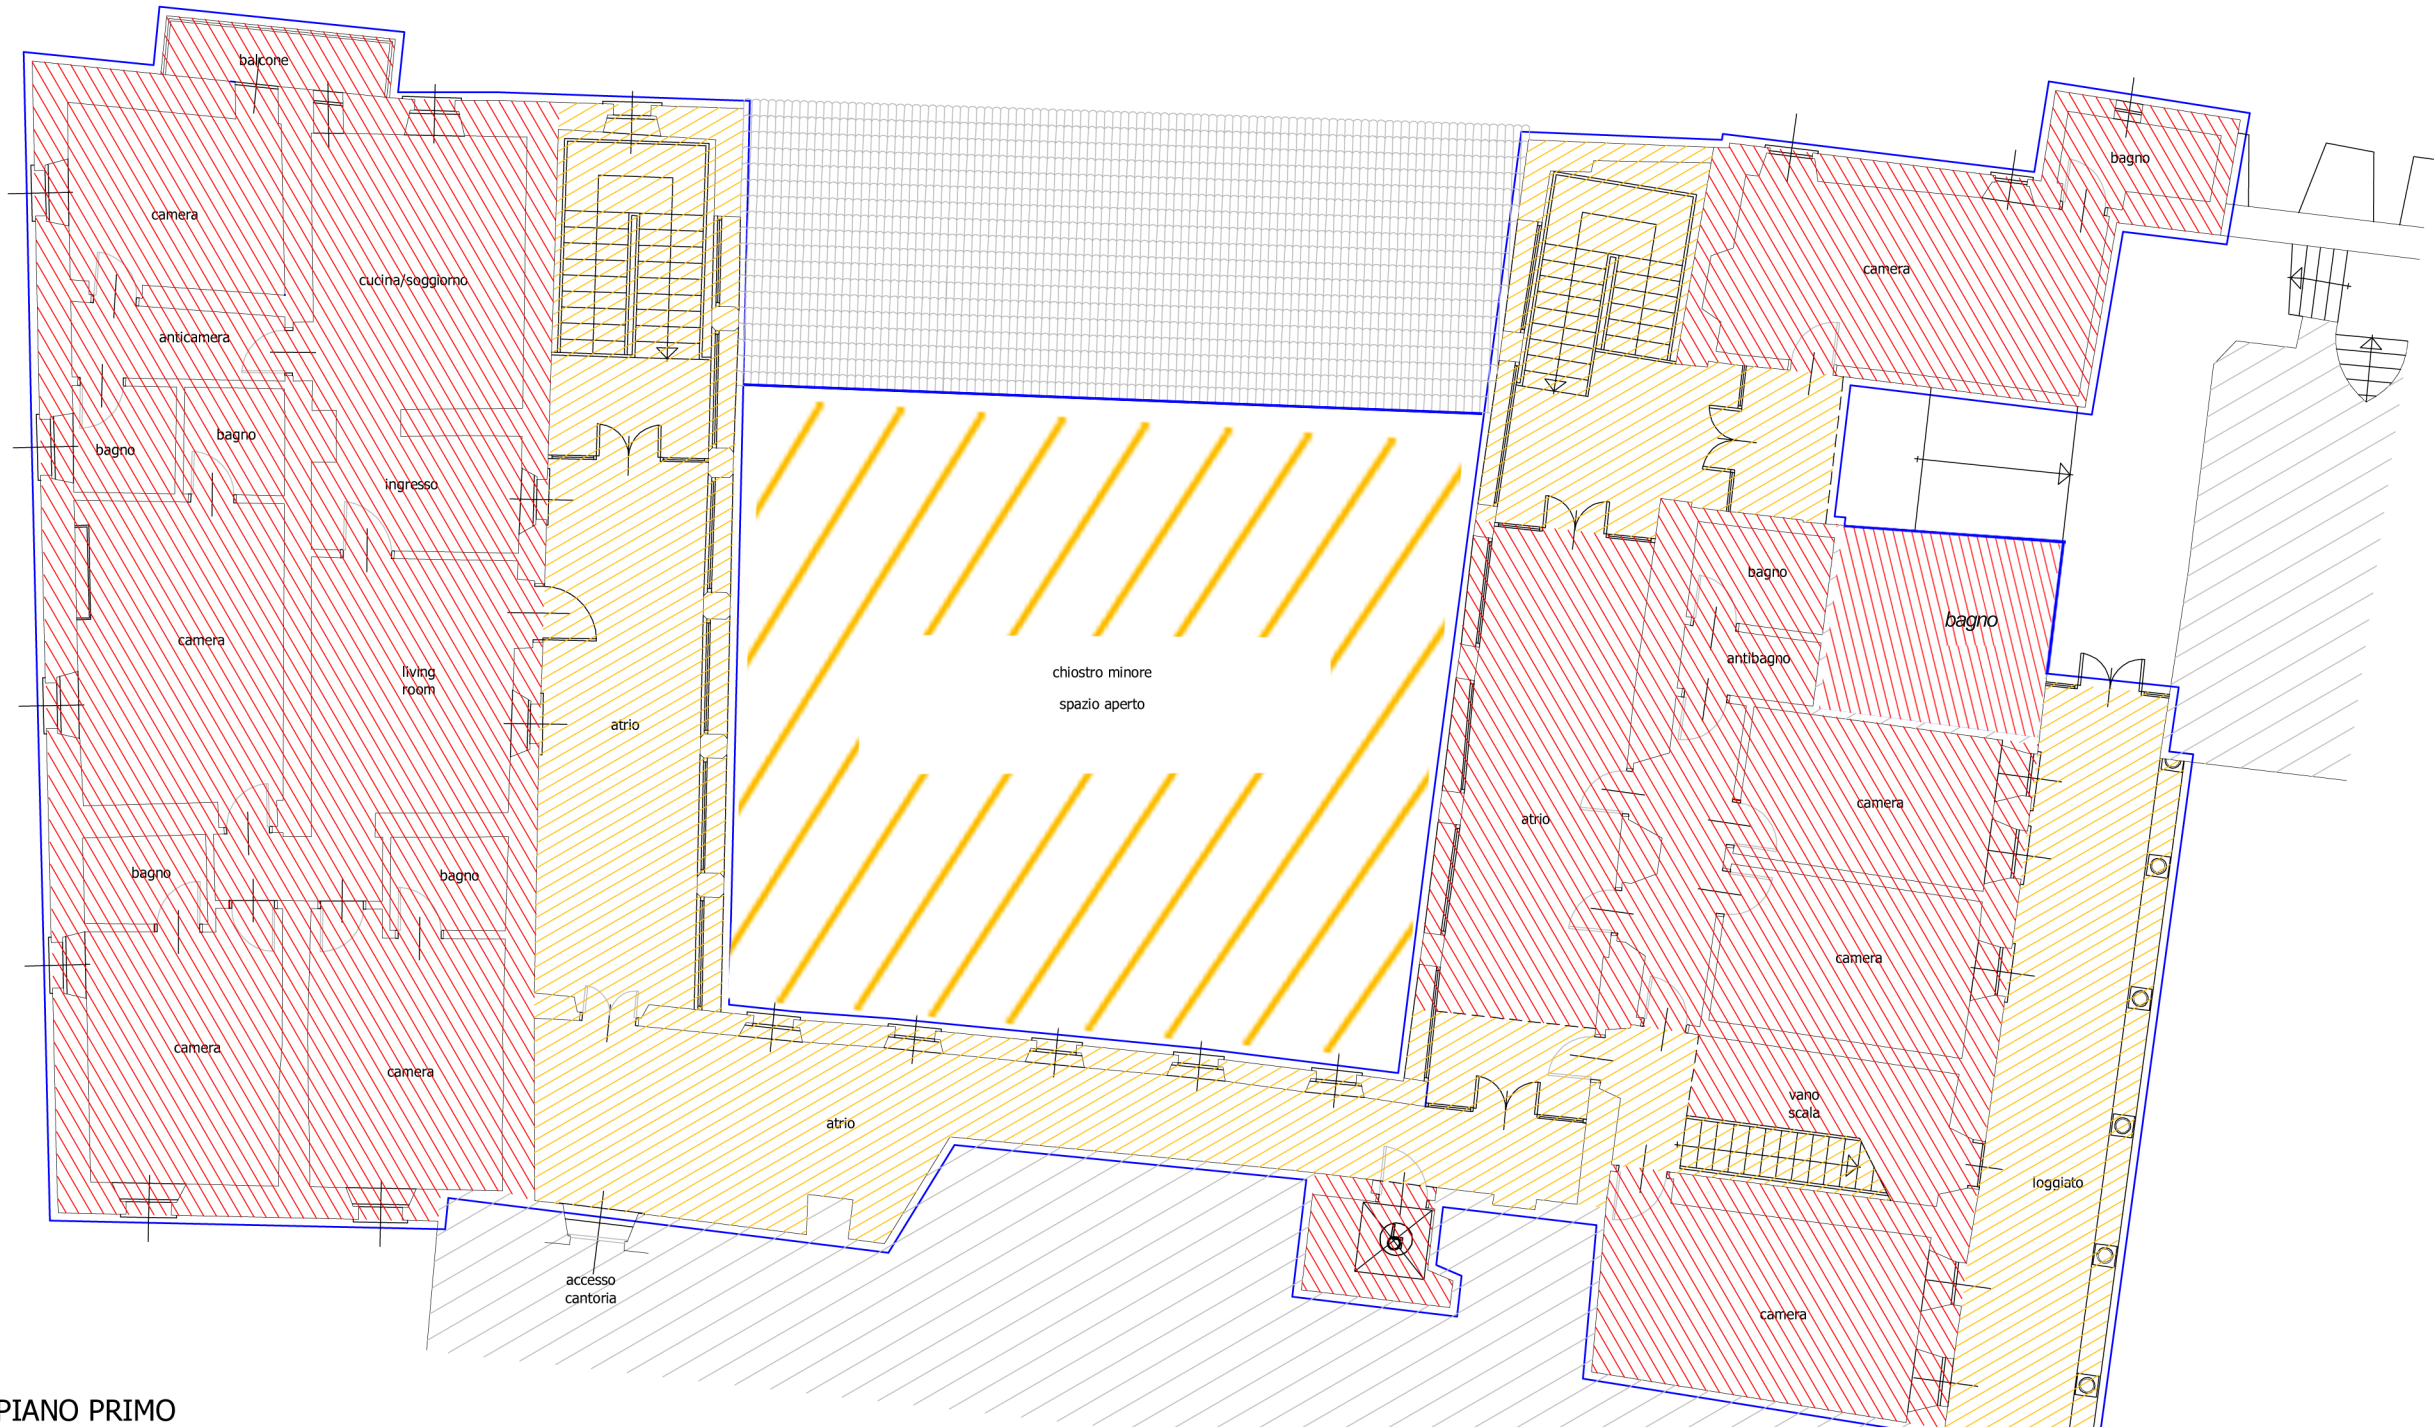 balcone
bagno
camera
camera
cucina/soggiorno
anticamera
bagno
bagno
ingresso
bagno
bagno
camera
living
room
antibagno
chiostro minore
spazio aperto
atrio
camera
atrio
bagno
bagno
camera
camera
camera
atrio
vano
scala
loggiato
accesso
cantoria
camera
PIANO PRIMO